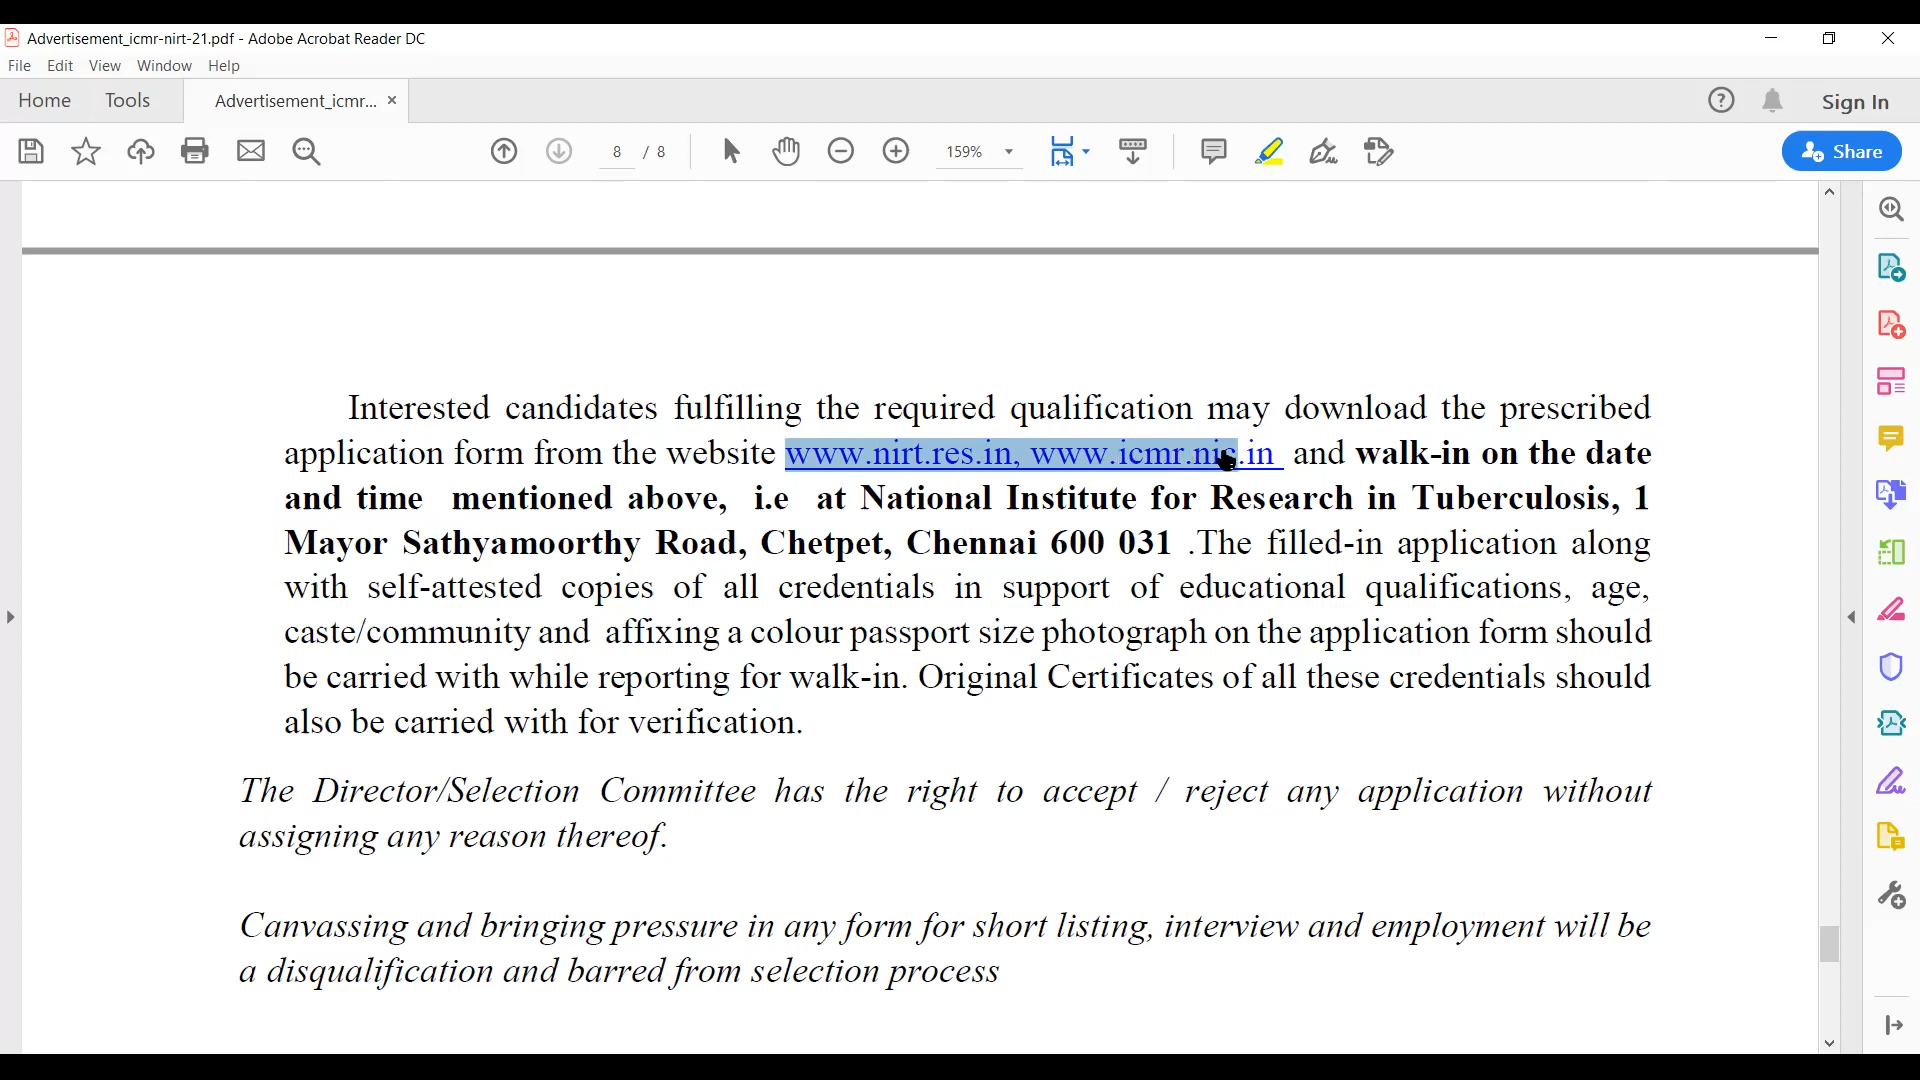 Advertisement_icmr-nirt-21.pdf - Adobe Acrobat Reader DC
File Edit View Window Help
Home Tools Advertisement_icmr... × Sign In
8 / 8 159% Share
Interested candidates fulfilling the required qualification may download the prescribed
application form from the website www.nirt.res.in, www.icmr.nic.in and walk-in on the date
and time mentioned above, i.e at National Institute for Research in Tuberculosis, 1
Mayor Sathyamoorthy Road, Chetpet, Chennai 600 031 .The filled-in application along
with self-attested copies of all credentials in support of educational qualifications, age,
caste/community and affixing a colour passport size photograph on the application form should
be carried with while reporting for walk-in. Original Certificates of all these credentials should
also be carried with for verification.
The Director/Selection Committee has the right to accept / reject any application without
assigning any reason thereof.
Canvassing and bringing pressure in any form for short listing, interview and employment will be
a disqualification and barred from selection process